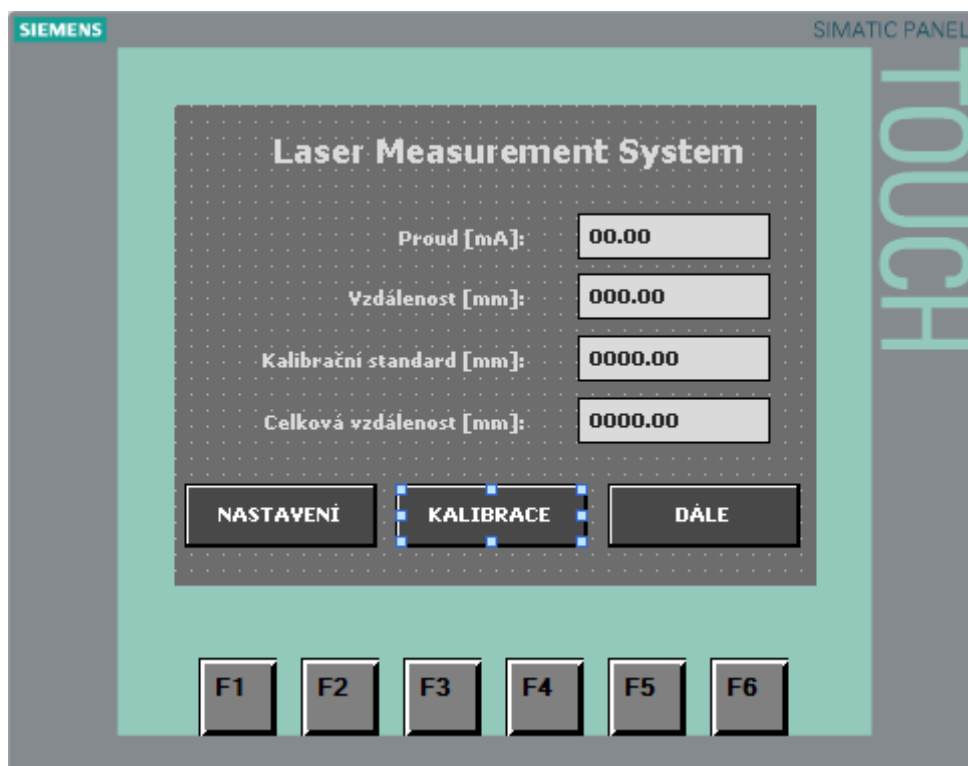 SIEMENS
SIMATIC PANEL
TOUCH
Laser Measurement System
Proud [mA]: 00.00
Vzdálenost [mm]: 000.00
Kalibrační standard [mm]: 0000.00
Celková vzdálenost [mm]: 0000.00
NASTAVENÍ KALIBRACE DÁLE
F1 F2 F3 F4 F5 F6